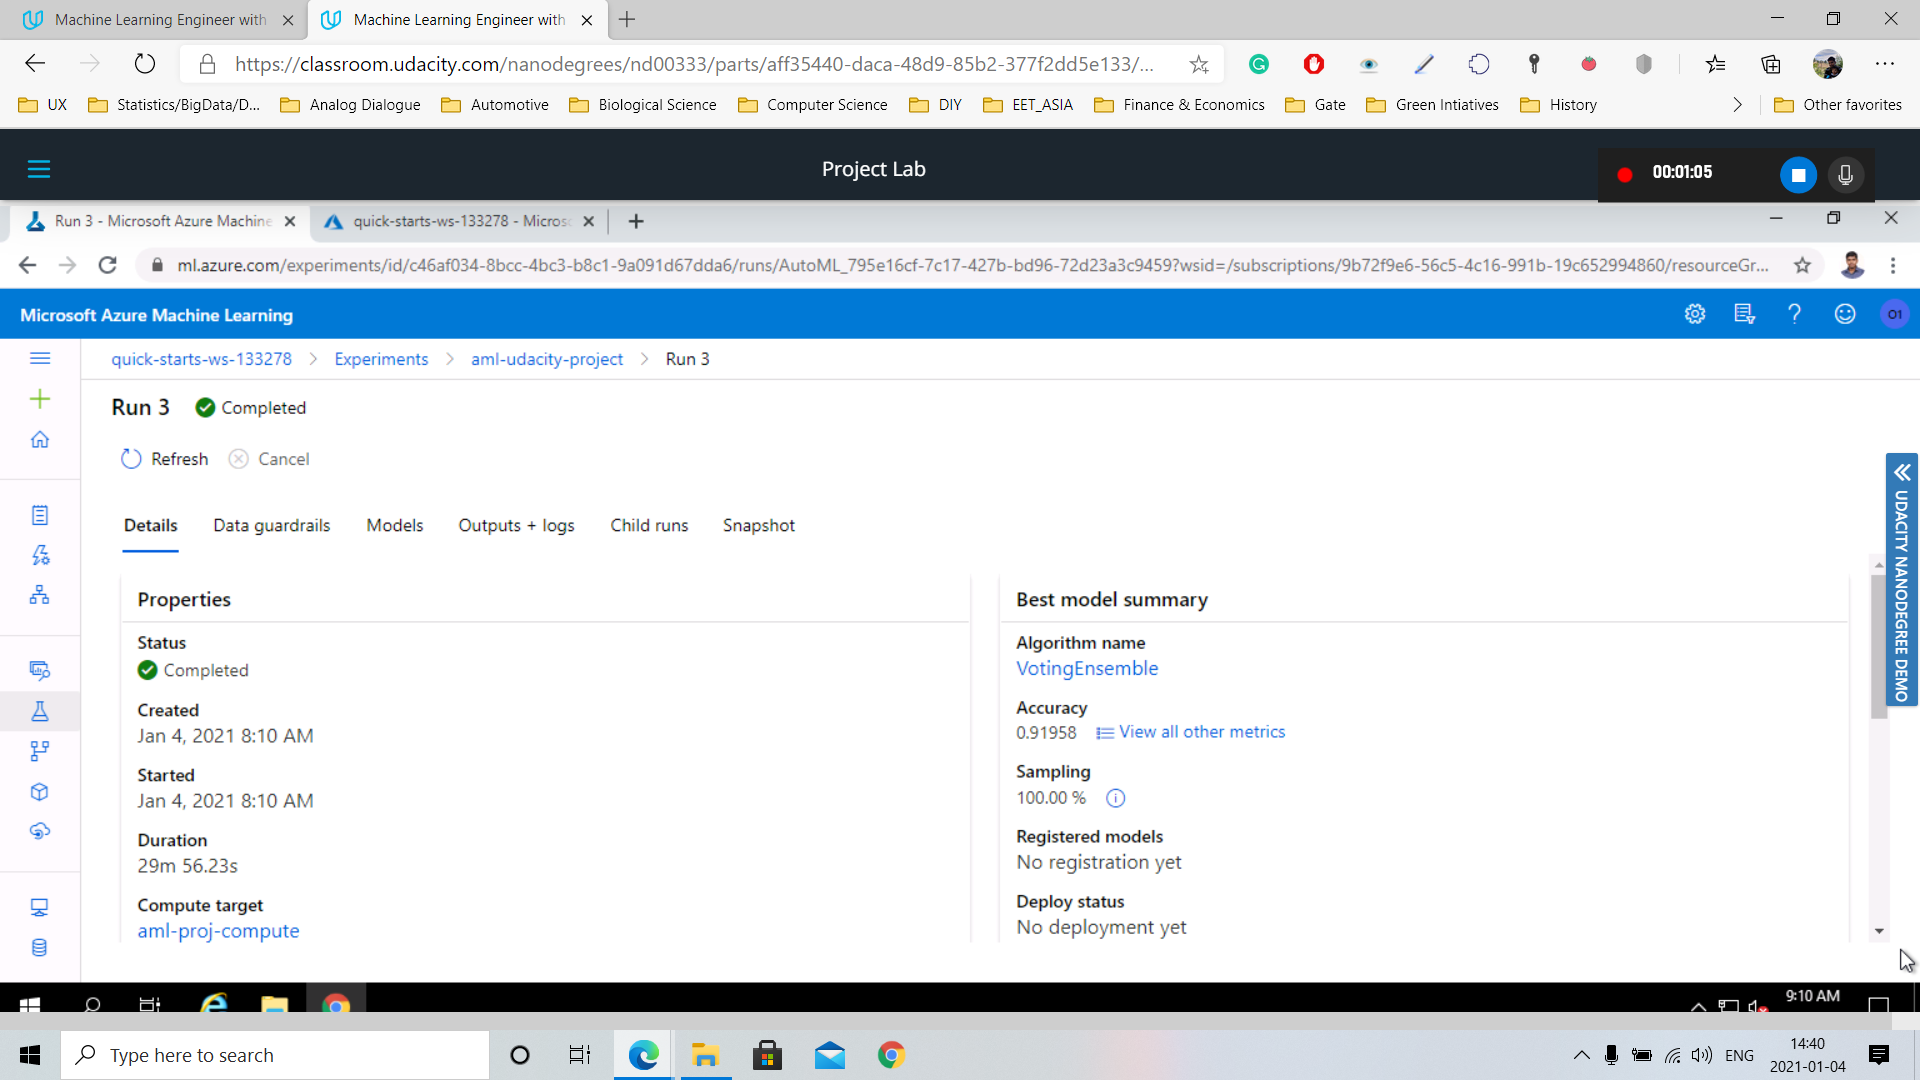 Machine Learning Engineer with
Machine Learning Engineer with
https://classroom.udacity.com/nanodegrees/nd00333/parts/aff35440-daca-48d9-85b2-377f2dd5e133/...
UX
Statistics/BigData/D...
Analog Dialogue
Automotive
Biological Science
Computer Science
DIY
EET_ASIA
Finance & Economics
Gate
Green Intiatives
History
Other favorites
Project Lab
00:01:05
Run 3 - Microsoft Azure Machine
quick-starts-ws-133278 - Microsc
ml.azure.com/experiments/id/c46af034-8bcc-4bc3-b8c1-9a091d67dda6/runs/AutoML_795e16cf-7c17-427b-bd96-72d23a3c9459?wsid=/subscriptions/9b72f9e6-56c5-4c16-991b-19c652994860/resourceGr...
Microsoft Azure Machine Learning
O1
quick-starts-ws-133278 > Experiments > aml-udacity-project > Run 3
Run 3
Completed
Refresh
Cancel
Details
Data guardrails
Models
Outputs + logs
Child runs
Snapshot
Properties
Status
Completed
Created
Jan 4, 2021 8:10 AM
Started
Jan 4, 2021 8:10 AM
Duration
29m 56.23s
Compute target
aml-proj-compute
Best model summary
Algorithm name
VotingEnsemble
Accuracy
0.91958
View all other metrics
Sampling
100.00 %
Registered models
No registration yet
Deploy status
No deployment yet
UDACITY NANODEGREE DEMO
9:10 AM
Type here to search
ENG
14:40
2021-01-04